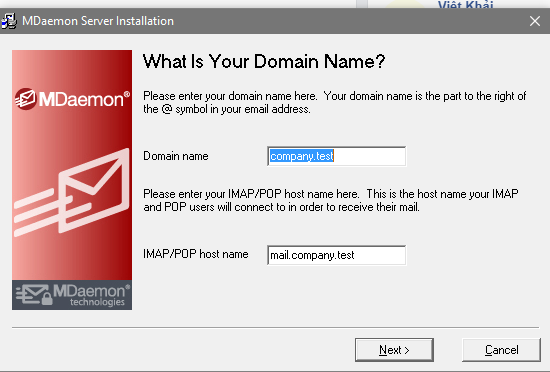 Việt Khải
MDaemon Server Installation
What Is Your Domain Name?
MDaemon®
Please enter your domain name here. Your domain name is the part to the right of
the @ symbol in your email address.
Domain name
company.test
Please enter your IMAP/POP host name here. This is the host name your IMAP
and POP users will connect to in order to receive their mail.
IMAP/POP host name
mail.company.test
MDaemon
technologies
Next >
Cancel